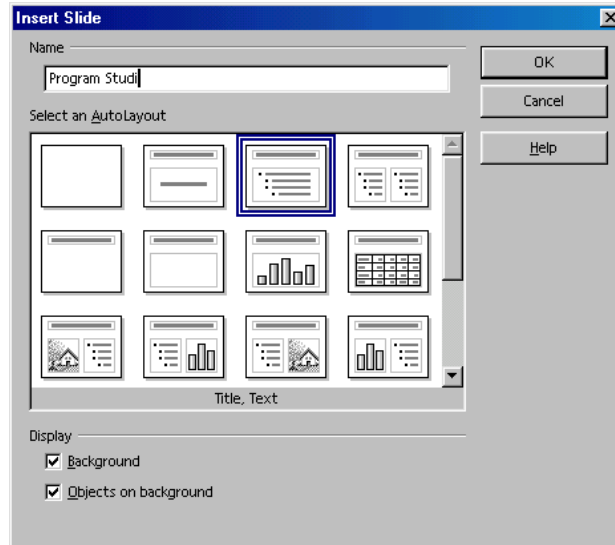 Insert Slide
Name
Program Studi
Select an AutoLayout
Title, Text
Display
Background
Objects on background
OK
Cancel
Help